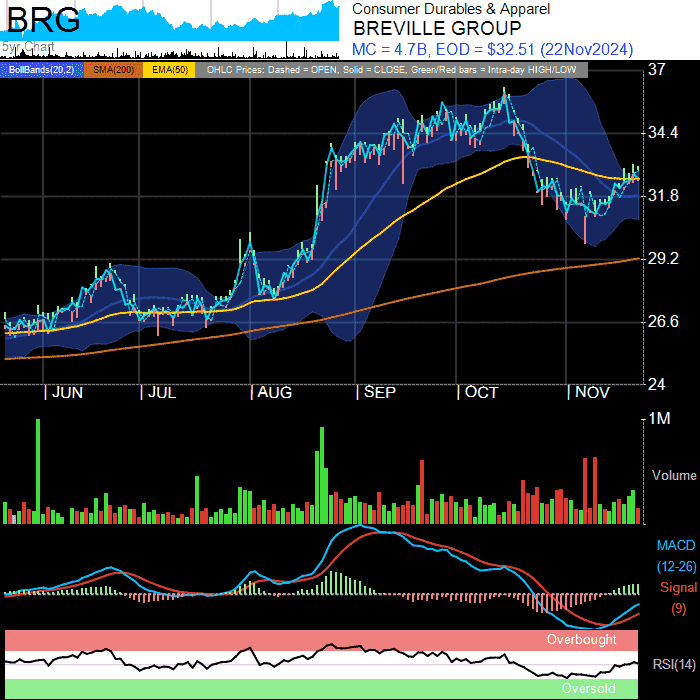 BRG
5yr Chart
Consumer Durables & Apparel
BREVILLE GROUP
MC = 4.7B, EOD = $32.51 (22Nov2024)
BollBands(20,2) SMA(200) EMA(50) OHLC Prices: Dashed = OPEN, Solid = CLOSE, Green/Red bars = Intra-day HIGH/LOW
37
34.4
31.8
29.2
26.6
24
| JUN | JUL | AUG | SEP | OCT | NOV
1M
Volume
MACD
(12-26)
Signal
(9)
Overbought
RSI(14)
Oversold